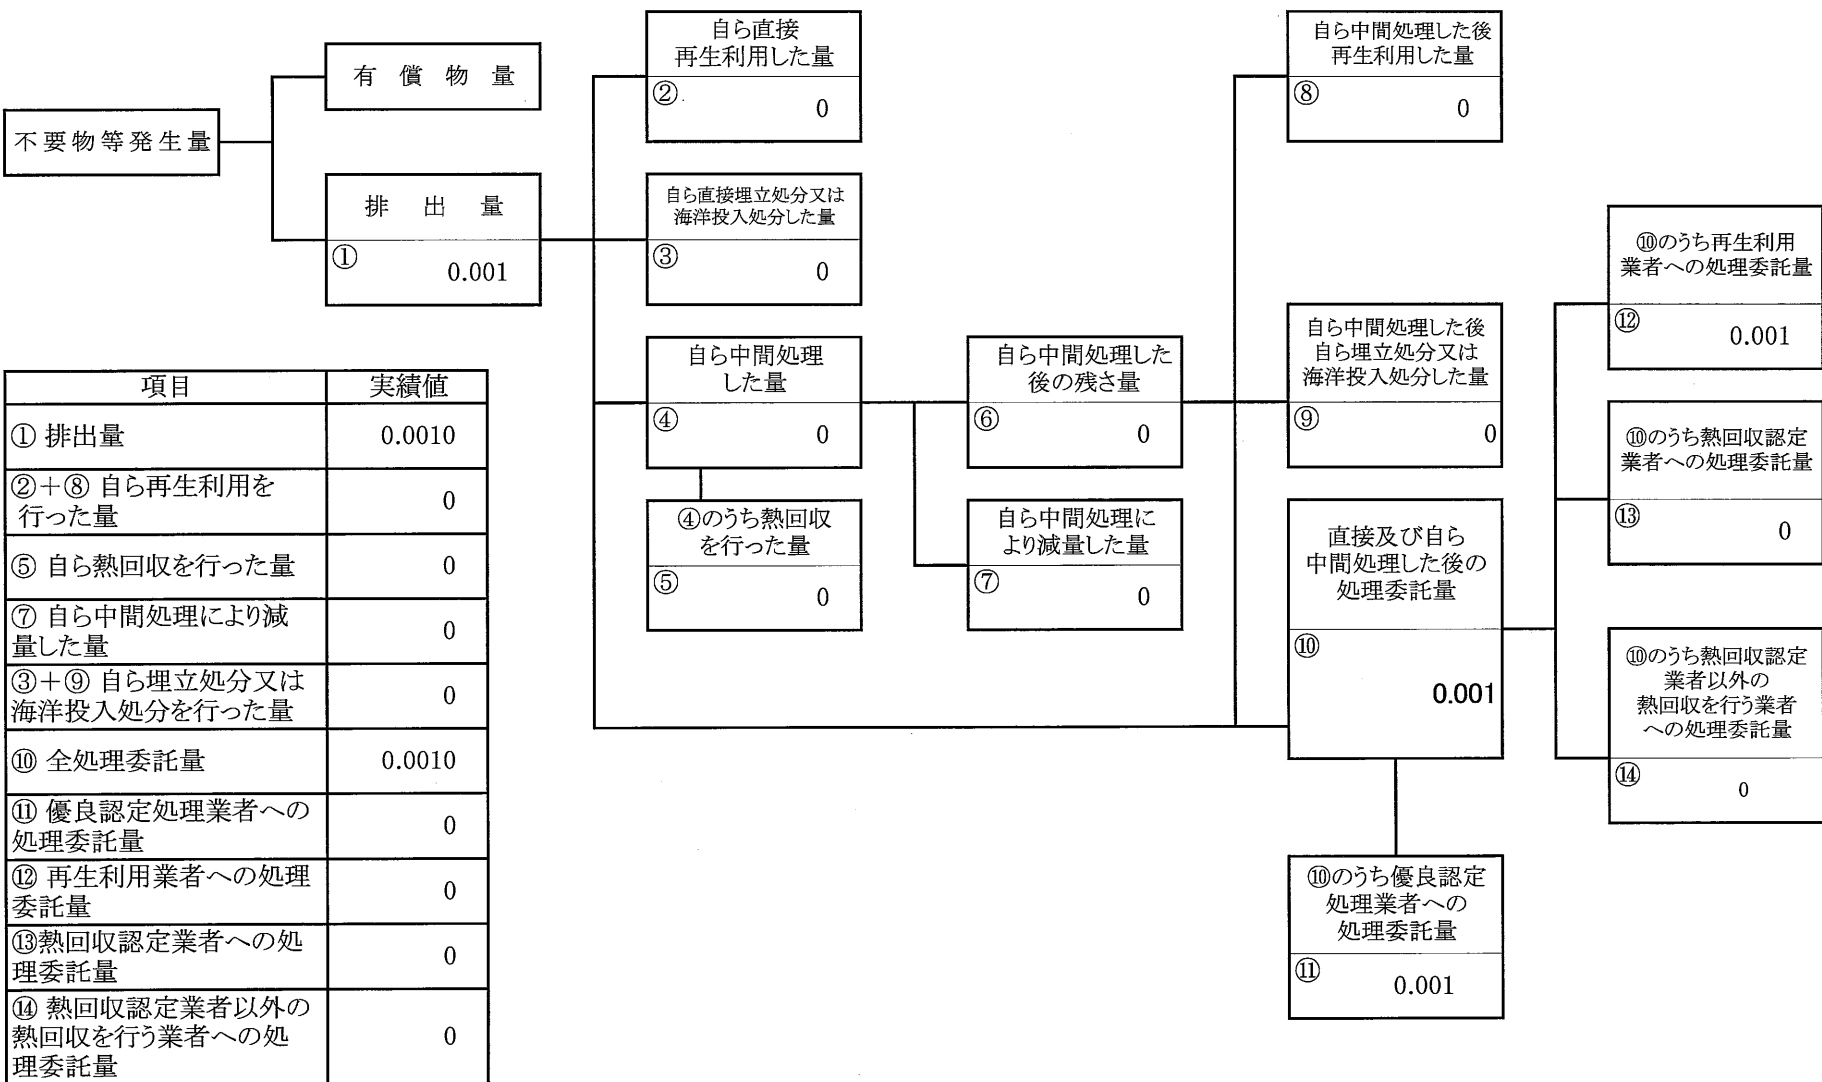 不要物等発生量
有償物量
排出量
①
0.001
自ら直接
再生利用した量
②
0
自ら直接埋立処分又は
海洋投入処分した量
③
0
自ら中間処理
した量
④
0
④のうち熱回収
を行った量
⑤
0
自ら中間処理した
後の残さ量
⑥
0
自ら中間処理に
より減量した量
⑦
0
自ら中間処理した後
再生利用した量
⑧
0
自ら中間処理した後
自ら埋立処分又は
海洋投入処分した量
⑨
0
直接及び自ら
中間処理した後の
処理委託量
⑩
0.001
⑩のうち優良認定
処理業者への
処理委託量
⑪
0.001
⑩のうち再生利用
業者への処理委託量
⑫
0.001
⑩のうち熱回収認定
業者への処理委託量
⑬
0
⑩のうち熱回収認定
業者以外の
熱回収を行う業者
への処理委託量
⑭
0
項目 実績値
① 排出量 0.0010
②+⑧ 自ら再生利用を
行った量 0
⑤ 自ら熱回収を行った量 0
⑦ 自ら中間処理により減
量した量 0
③+⑨ 自ら埋立処分又は
海洋投入処分を行った量 0
⑩ 全処理委託量 0.0010
⑪ 優良認定処理業者への
処理委託量 0
⑫ 再生利用業者への処理
委託量 0
⑬熱回収認定業者への処
理委託量 0
⑭ 熱回収認定業者以外の
熱回収を行う業者への処
理委託量 0